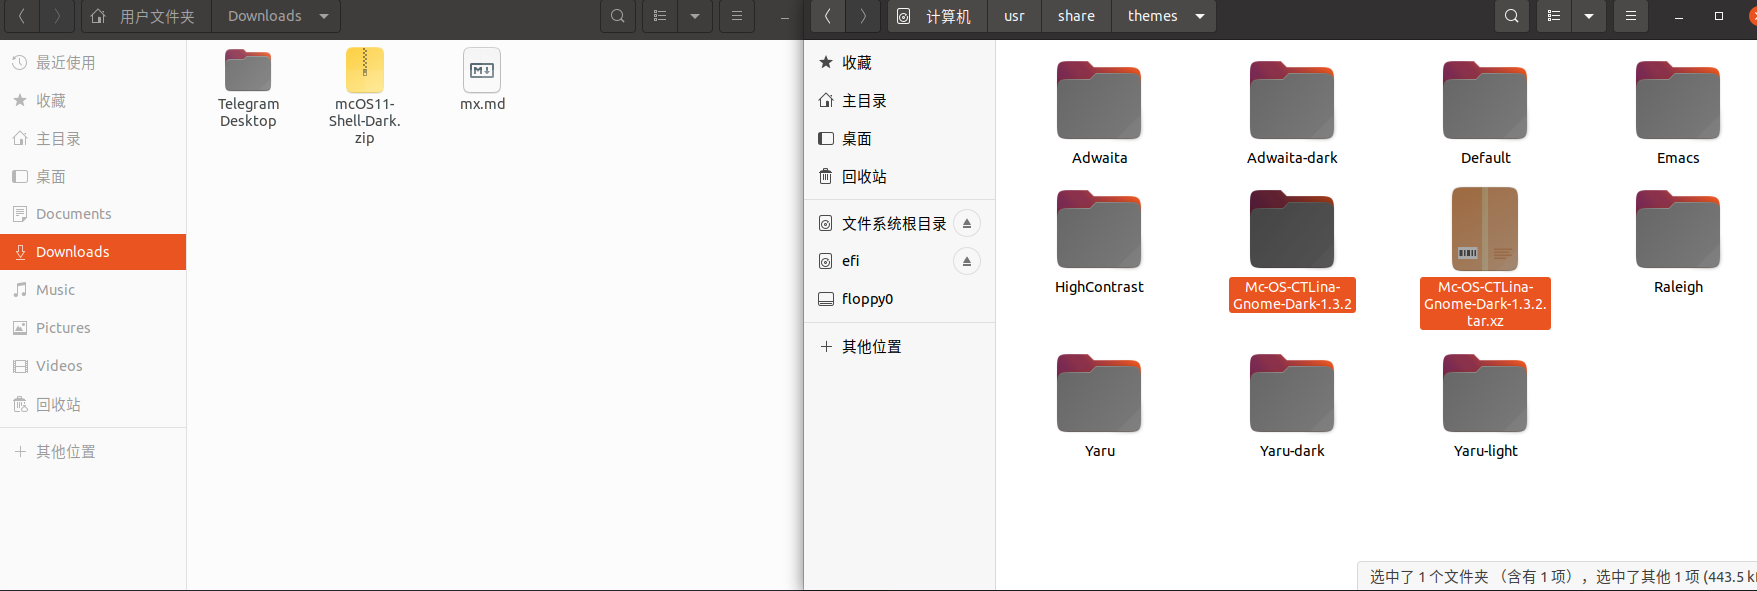 用户文件夹
Downloads
最近使用
收藏
主目录
桌面
Documents
Downloads
Music
Pictures
Videos
回收站
其他位置
Telegram
Desktop
mcOS11-
Shell-Dark.
zip
mx.md
计算机
usr
share
themes
收藏
主目录
桌面
回收站
文件系统根目录
efi
floppy0
其他位置
Adwaita
Adwaita-dark
Default
Emacs
HighContrast
Mc-OS-CTLina-
Gnome-Dark-1.3.2
Mc-OS-CTLina-
Gnome-Dark-1.3.2.
tar.xz
Raleigh
Yaru
Yaru-dark
Yaru-light
选中了 1 个文件夹 （含有 1 项），选中了其他 1 项 (443.5